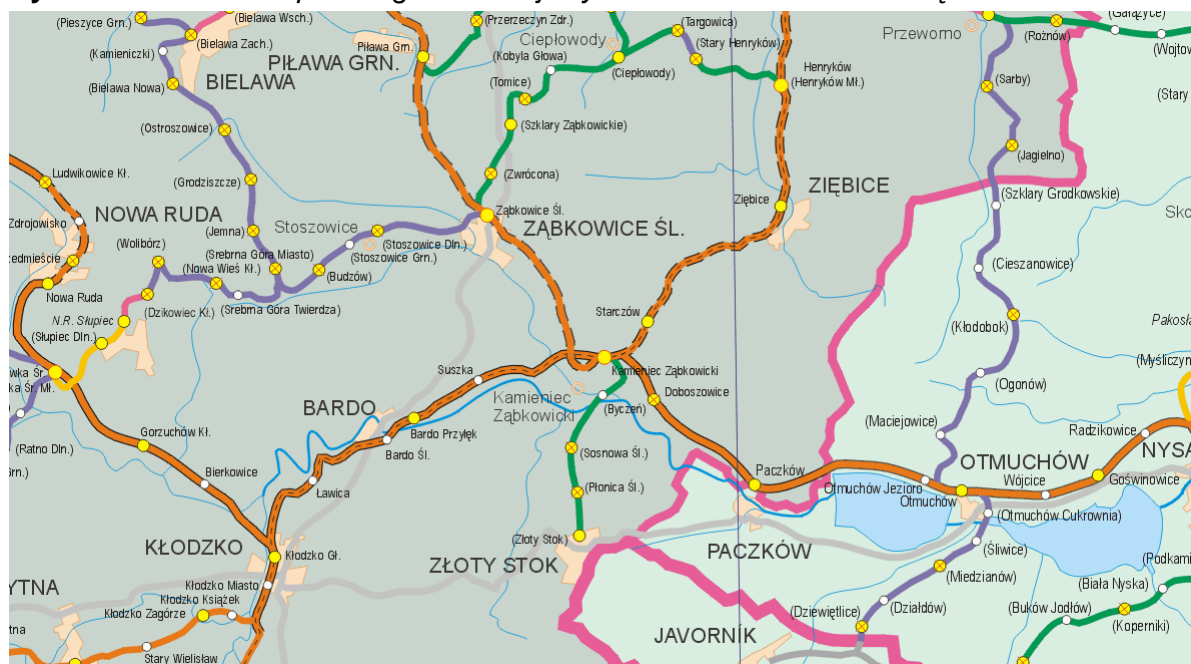 (Bielawa Wsch.)
Pieszyce Grn.)
(Kamieniczki)
(Bielawa Zach.)
(Bielawa Nowa)
BIELAWA
(Ostroszowice)
Piława Grn.
PIŁAWA GRN.
(Przerzeczyn Zdr.)
Ciepłowody
(Kobyla Głowa)
(Ciepłowody)
(Tomice)
(Targowica)
(Stary Henryków)
Henryków
(Henryków Mł.)
Przeworno
(Rożnów)
(Gałążyce)
(Sarby)
(Stary
(Szklary Ząbkowickie)
(Jagielno)
Ludwikowice Kł.
(Grodziszcze)
(Zwrócona)
ZIĘBICE
Ziębice
(Szklary Grodkowskie)
NOWA RUDA
Zdrojowisko
(Jemna)
Stoszowice
Ząbkowice Śl.
ZĄBKOWICE ŚL.
(Wolibórz)
(Srebrna Góra Miasto)
(Stoszowice Dln.)
(Stoszowice Grn.)
(Nowa Wieś Kł.)
(Budzów)
(Cieszanowice)
Nowa Ruda
(Dzikowiec Kł.)
(Srebrna Góra Twierdza)
N.R. Słupiec
(Słupiec Dln.)
Starczów
(Kłodobok)
(Myśliczyn
Suszka
Kamieniec Ząbkowicki
(Ogonów)
Kamieniec
Ząbkowicki
Doboszowice
(Byczeń)
BARDO
Bardo Przyłęk
Bardo Śl.
(Maciejowice)
Radzikowice
(Ratno Dln.)
Gorzuchów Kł.
(Sosnowa Śl.)
Bierkowice
Ławica
Paczków
OTMUCHÓW
Wójcice
Goświnowice
Otmuchów Jezioro
Otmuchów
(Płonica Śl.)
(Otmuchów Cukrownia)
KŁODZKO
Kłodzko Gł.
(Złoty Stok)
ZŁOTY STOK
PACZKÓW
(Śliwice)
(Miedzianów)
Kłodzko Miasto
Kłodzko Książek
Kłodzko Zagórze
(Biała Nyska)
(Buków Jodłów)
(Koperniki)
(Dziewiętlice)
(Działdów)
JAVORNÍK
Stary Wielisław